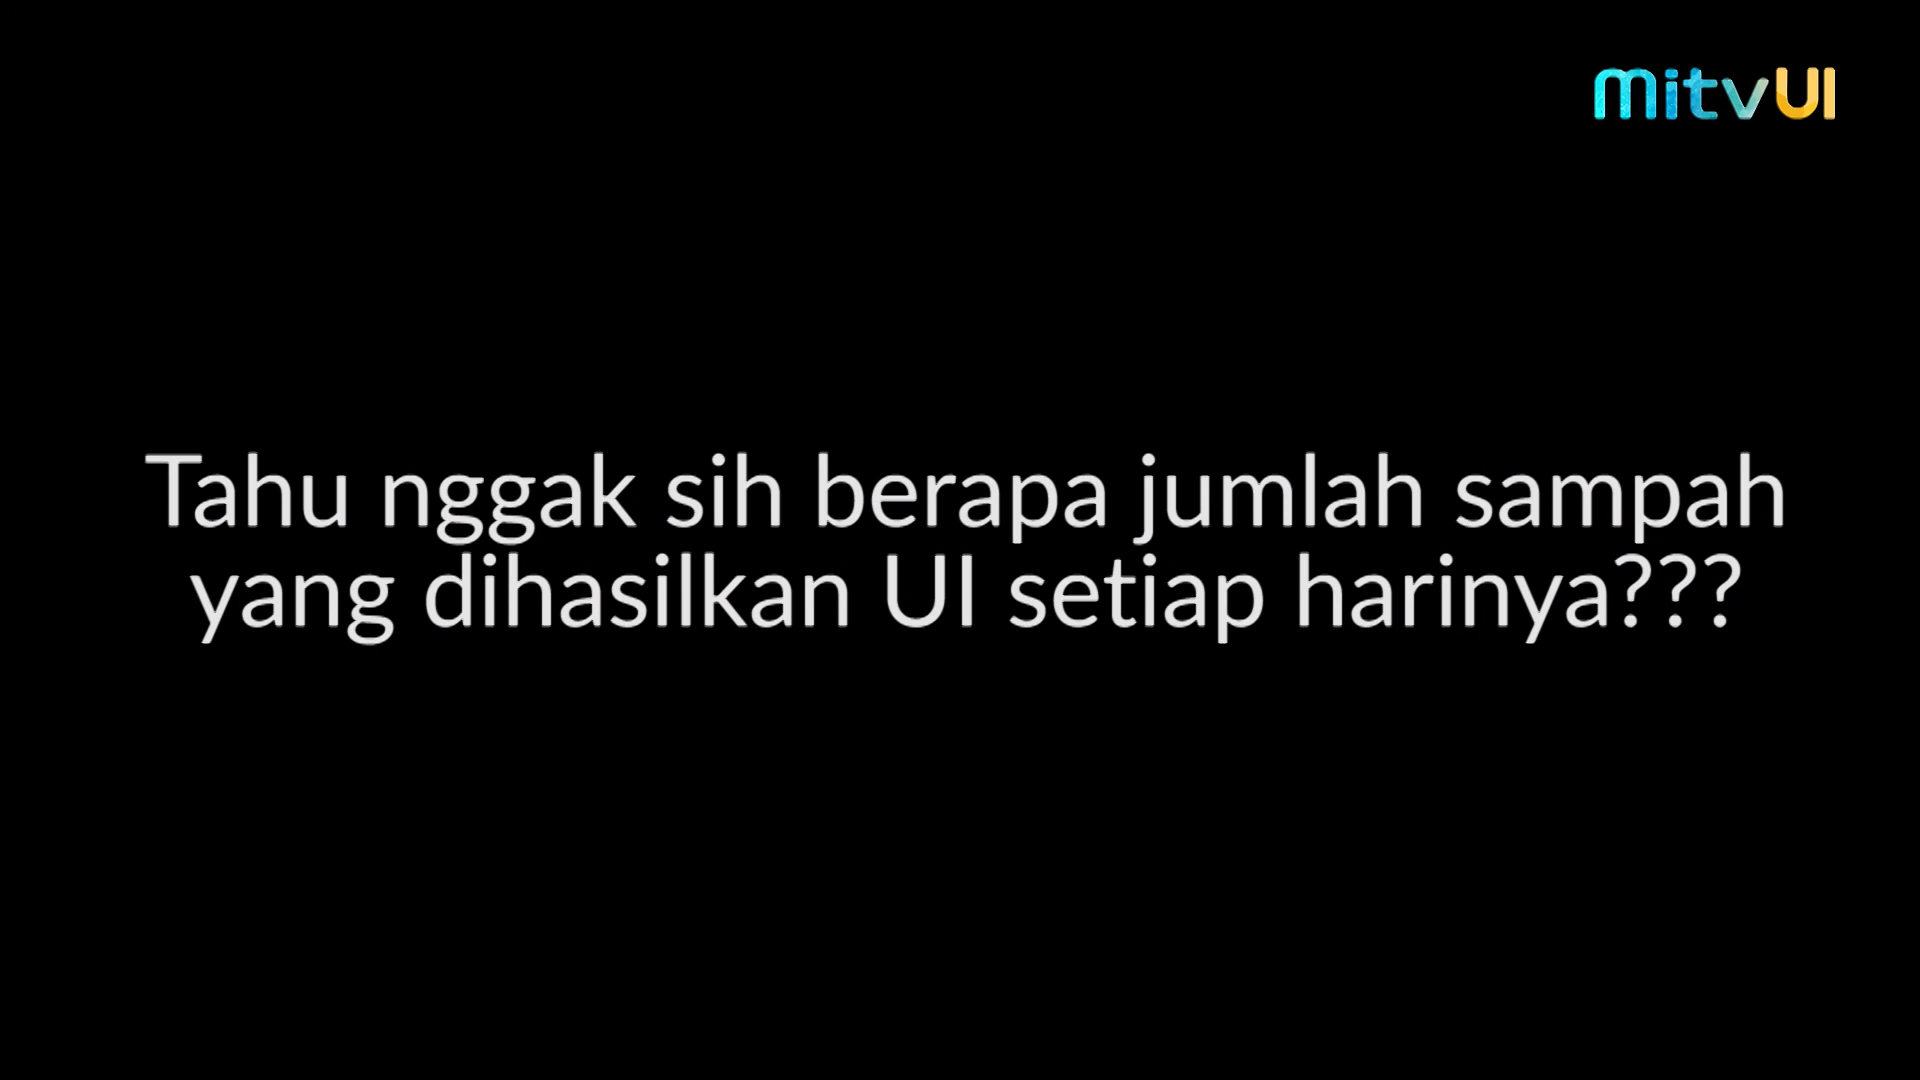 MitvUI
Tahu nggak sih berapa jumlah sampah
yang dihasilkan UI setiap harinya???